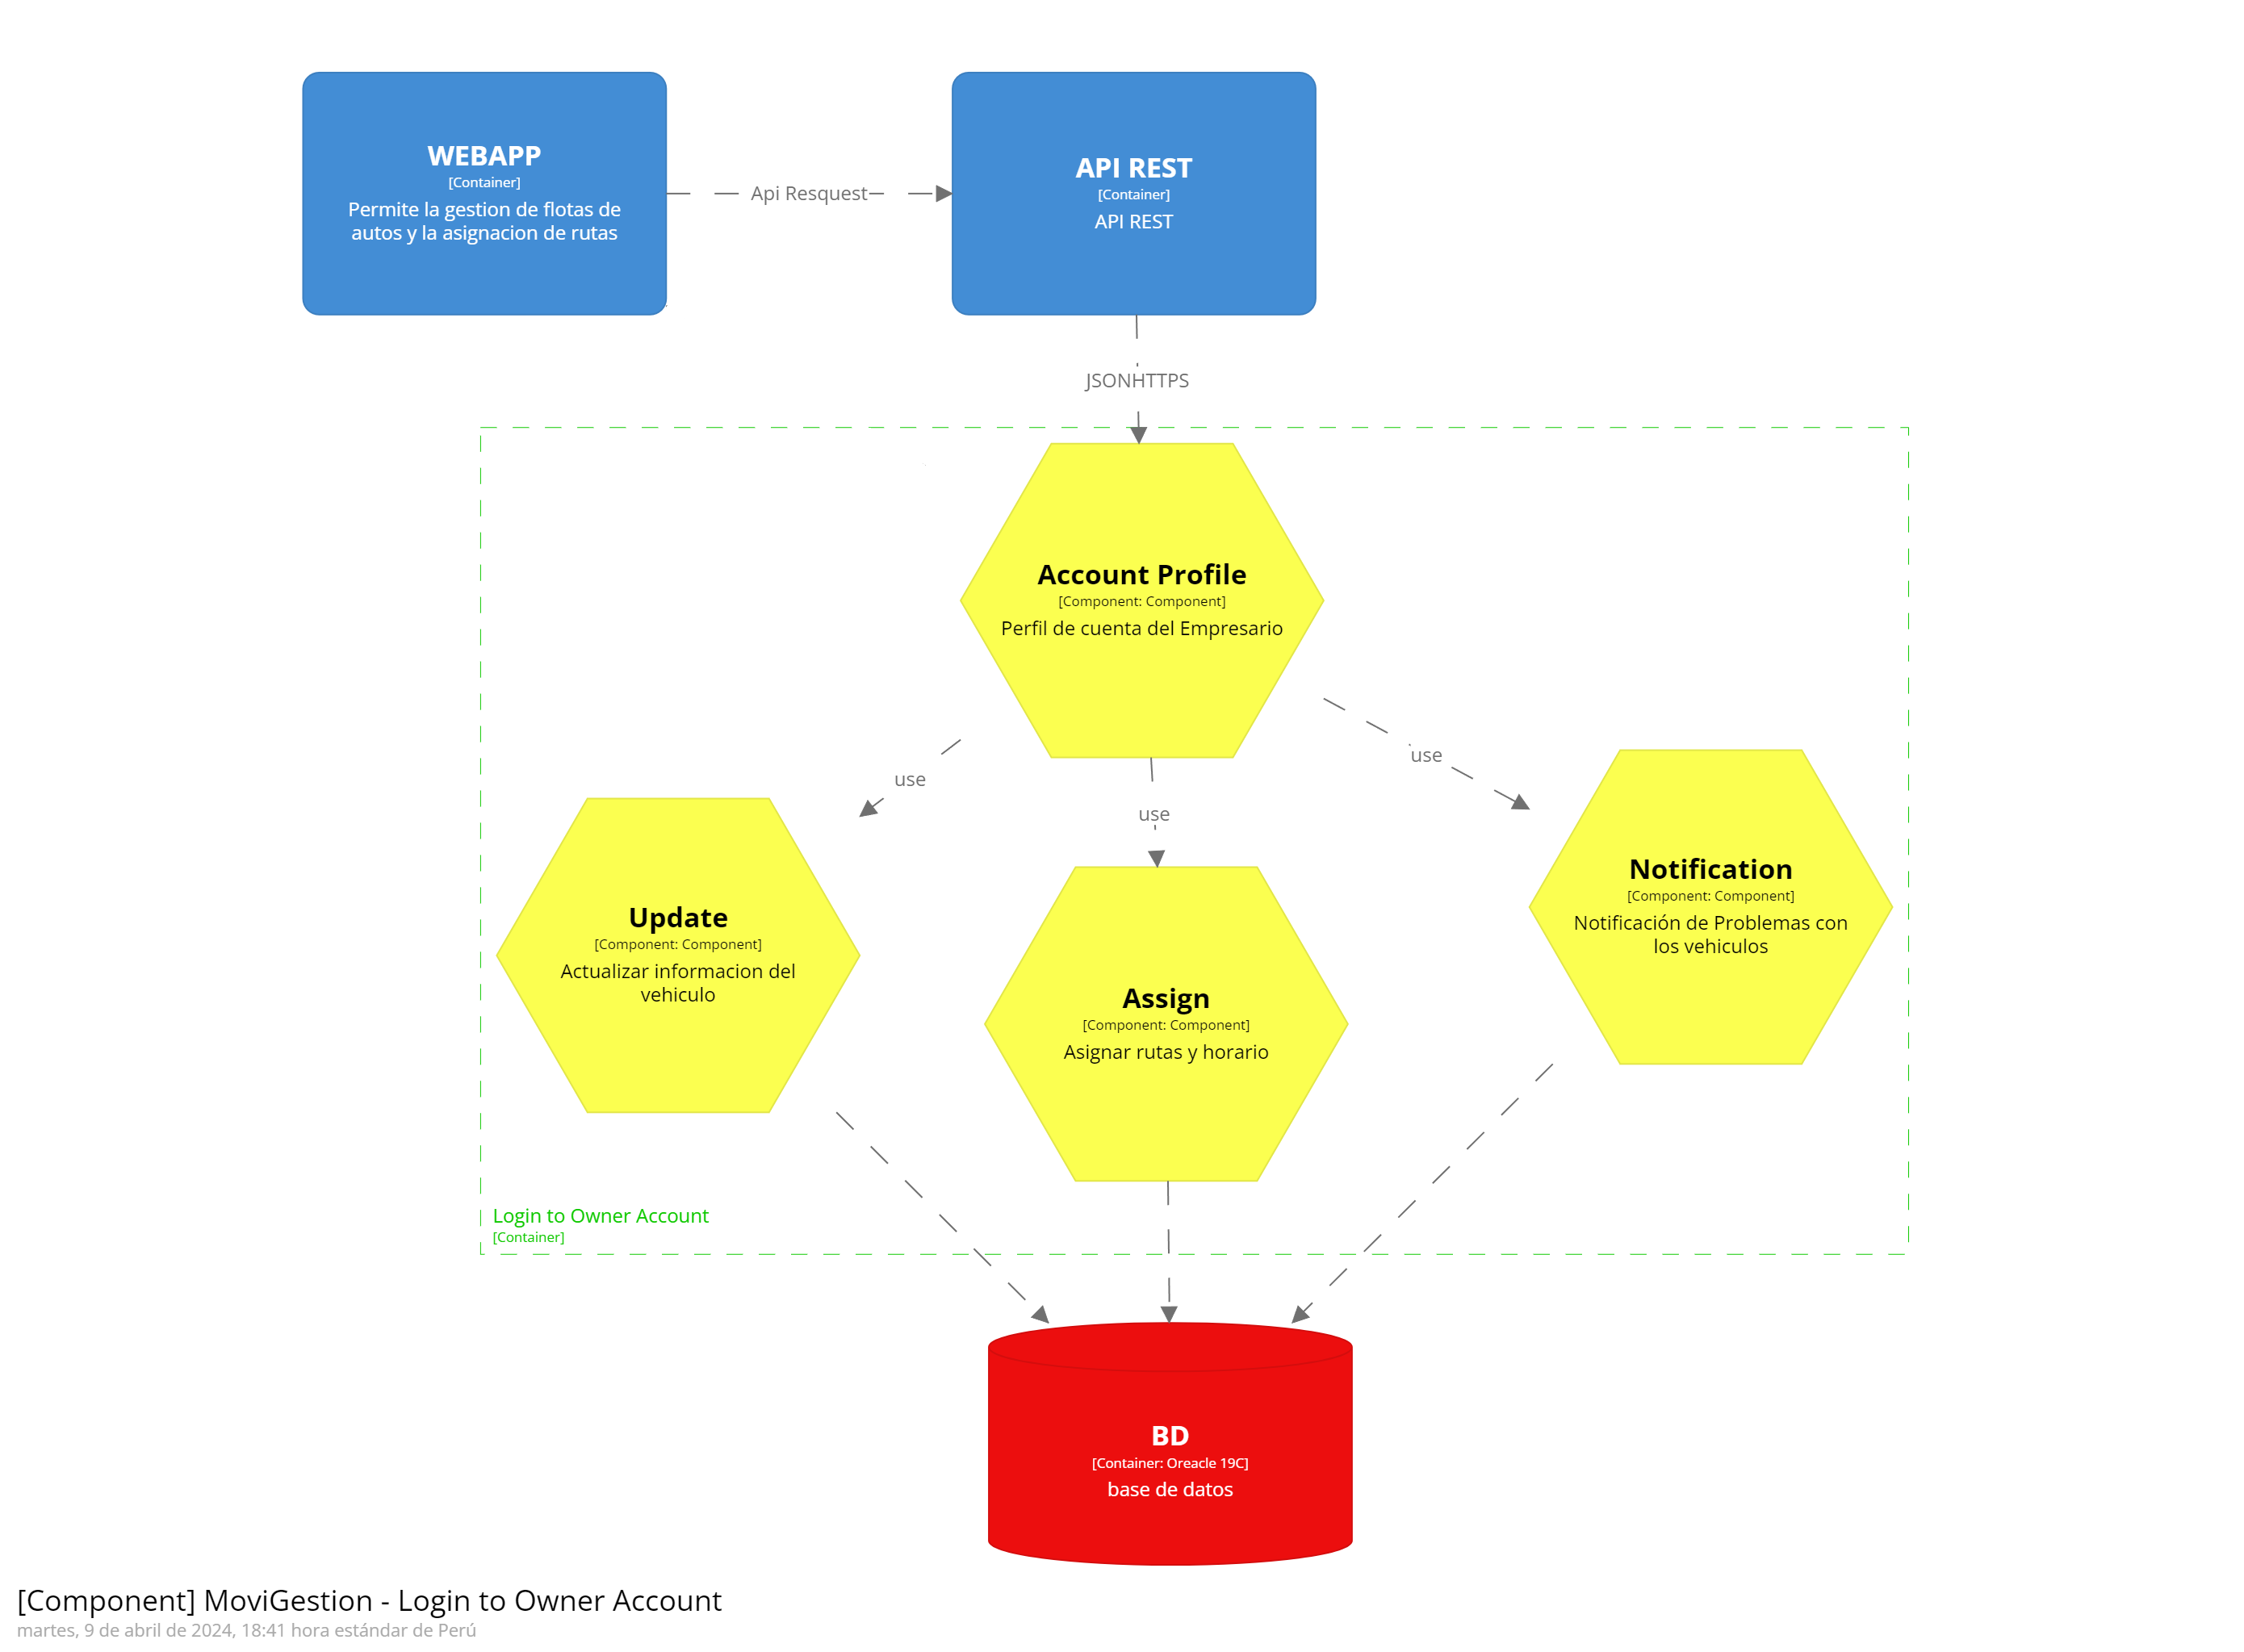 WEBAPP
[Container]
Permite la gestion de flotas de
autos y la asignacion de rutas
Api Resquest
API REST
[Container]
API REST
JSONHTTPS
Account Profile
[Component: Component]
Perfil de cuenta del Empresario
use
use
use
Update
[Component: Component]
Actualizar informacion del
vehiculo
Assign
[Component: Component]
Asignar rutas y horario
Notification
[Component: Component]
Notificación de Problemas con
los vehiculos
Login to Owner Account
[Container]
BD
[Container: Oreacle 19C]
base de datos
[Component] MoviGestion - Login to Owner Account
martes, 9 de abril de 2024, 18:41 hora estándar de Perú